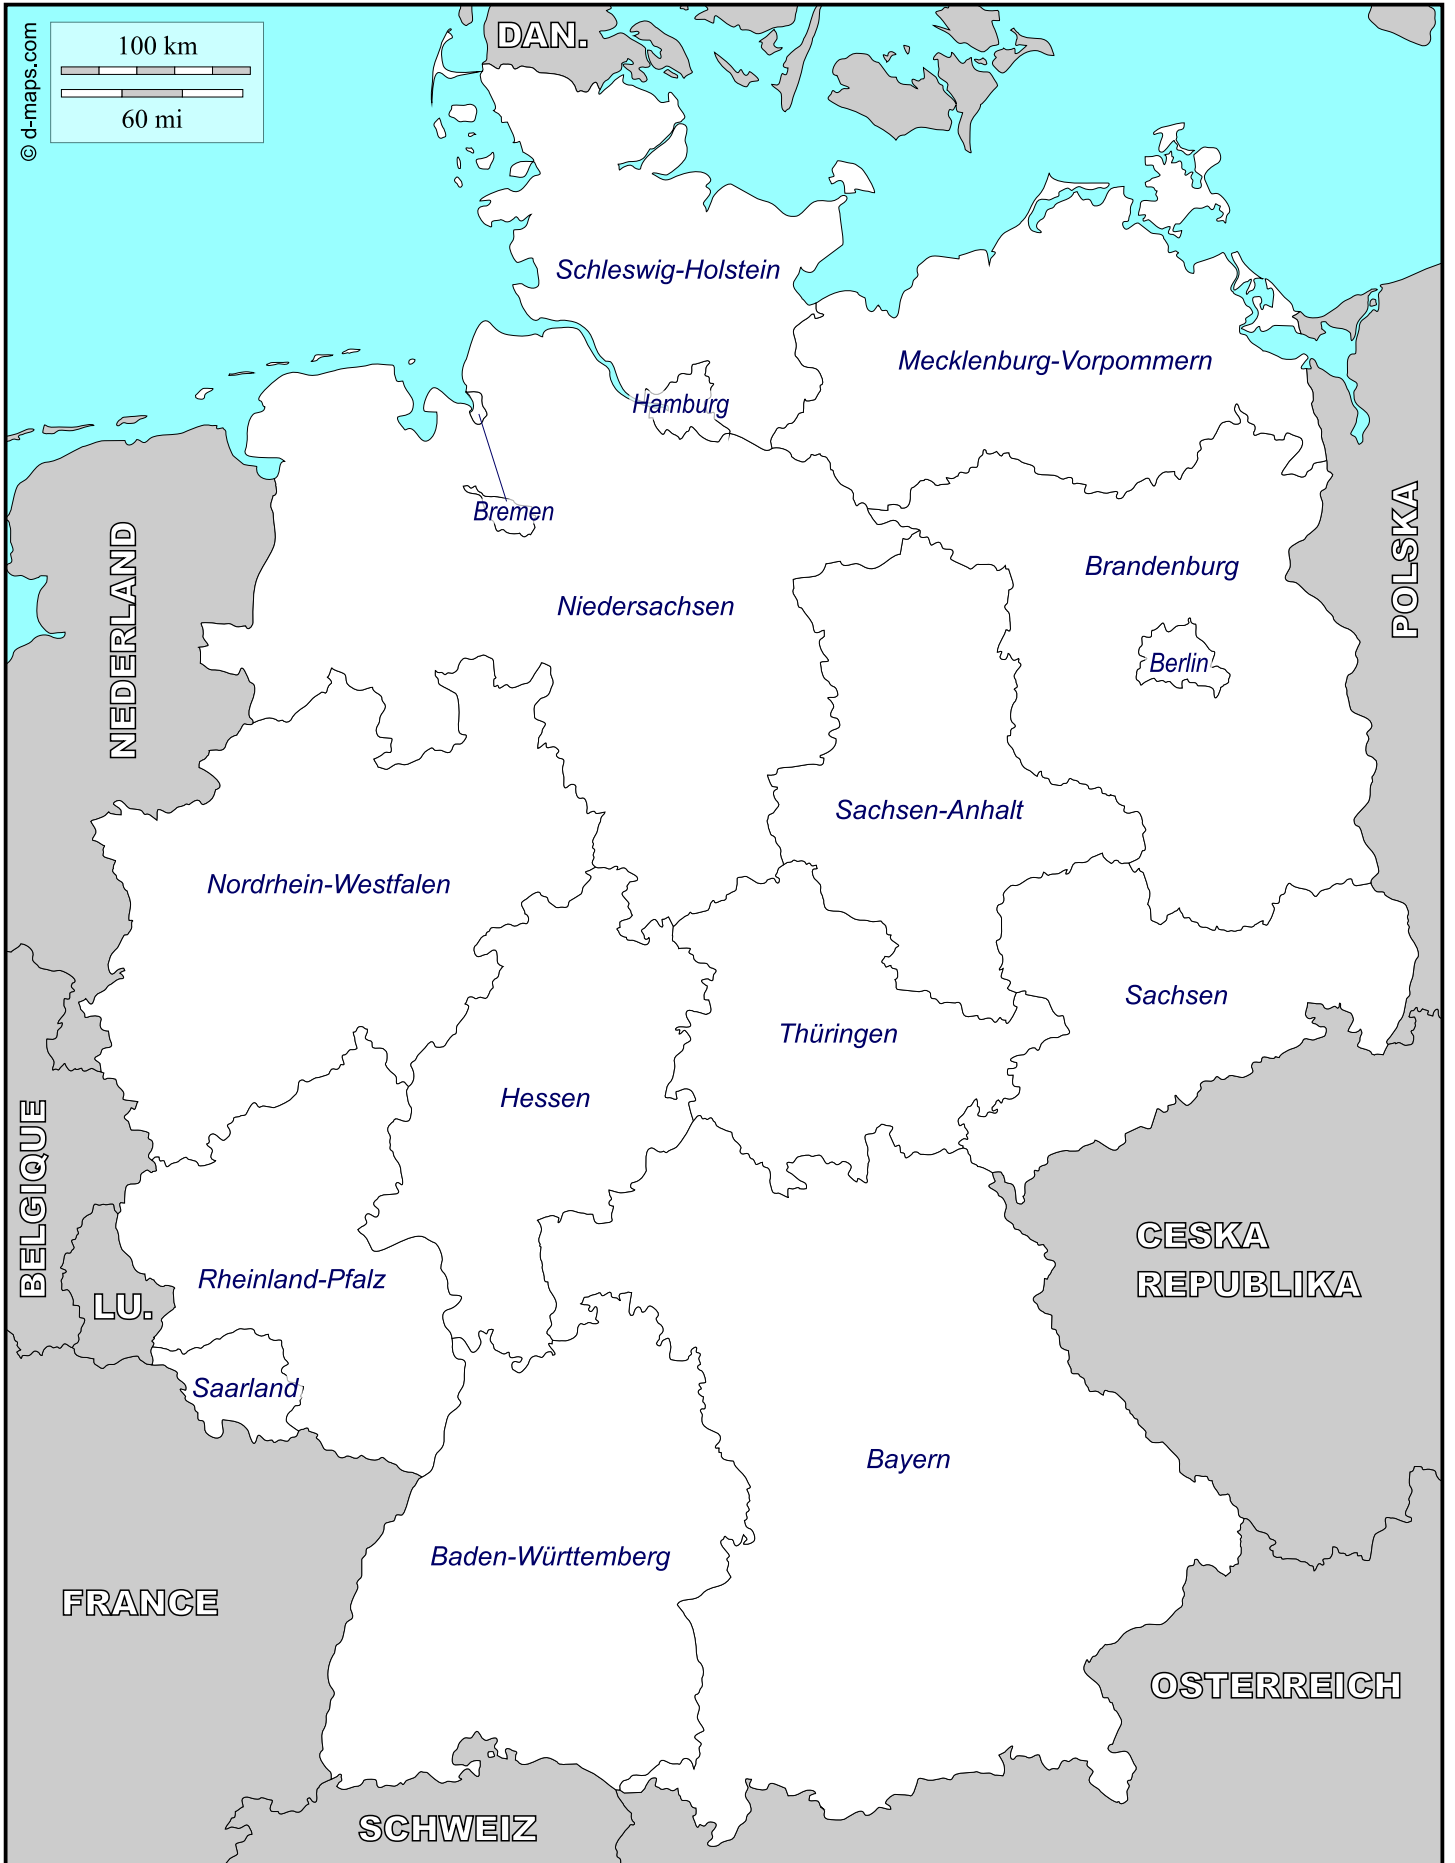 © d-maps.com
100 km
60 mi
DAN.
Schleswig-Holstein
Mecklenburg-Vorpommern
Hamburg
Bremen
NEDERLAND
POLSKA
Brandenburg
Niedersachsen
Berlin
Sachsen-Anhalt
Nordrhein-Westfalen
Sachsen
Thüringen
Hessen
BELGIQUE
CESKA
REPUBLIKA
Rheinland-Pfalz
LU.
Saarland
Bayern
Baden-Württemberg
FRANCE
OSTERREICH
SCHWEIZ